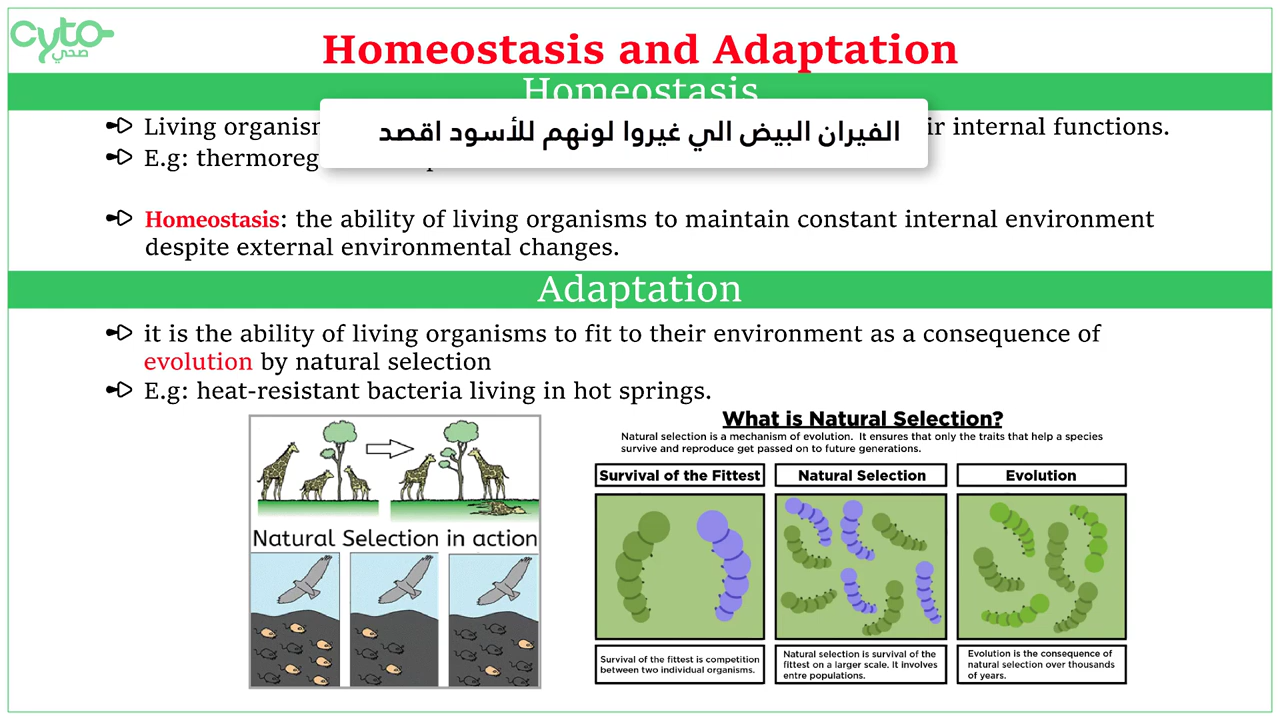 cyto
صحي
Homeostasis and Adaptation
Homeostasis
الفيران البيض الي غيروا لونهم للأسود اقصد
Living internal functions.
E.g:
Homeostasis: the ability of living organisms to maintain constant internal environment
despite external environmental changes.
Adaptation
it is the ability of living organisms to fit to their environment as a consequence of
evolution by natural selection
E.g: heat-resistant bacteria living in hot springs.
What is Natural Selection?
Natural selection is a mechanism of evolution. It ensures that only the traits that help a species
survive and reproduce get passed on to future generations.
Survival of the Fittest
Natural Selection
Evolution
Natural Selection in action
Survival of the fittest is competition
between two individual organisms.
Natural selection is survival of the
fittest on a larger scale. It involves
entre populations.
Evolution is the consequence of
natural selection over thousands
of years.